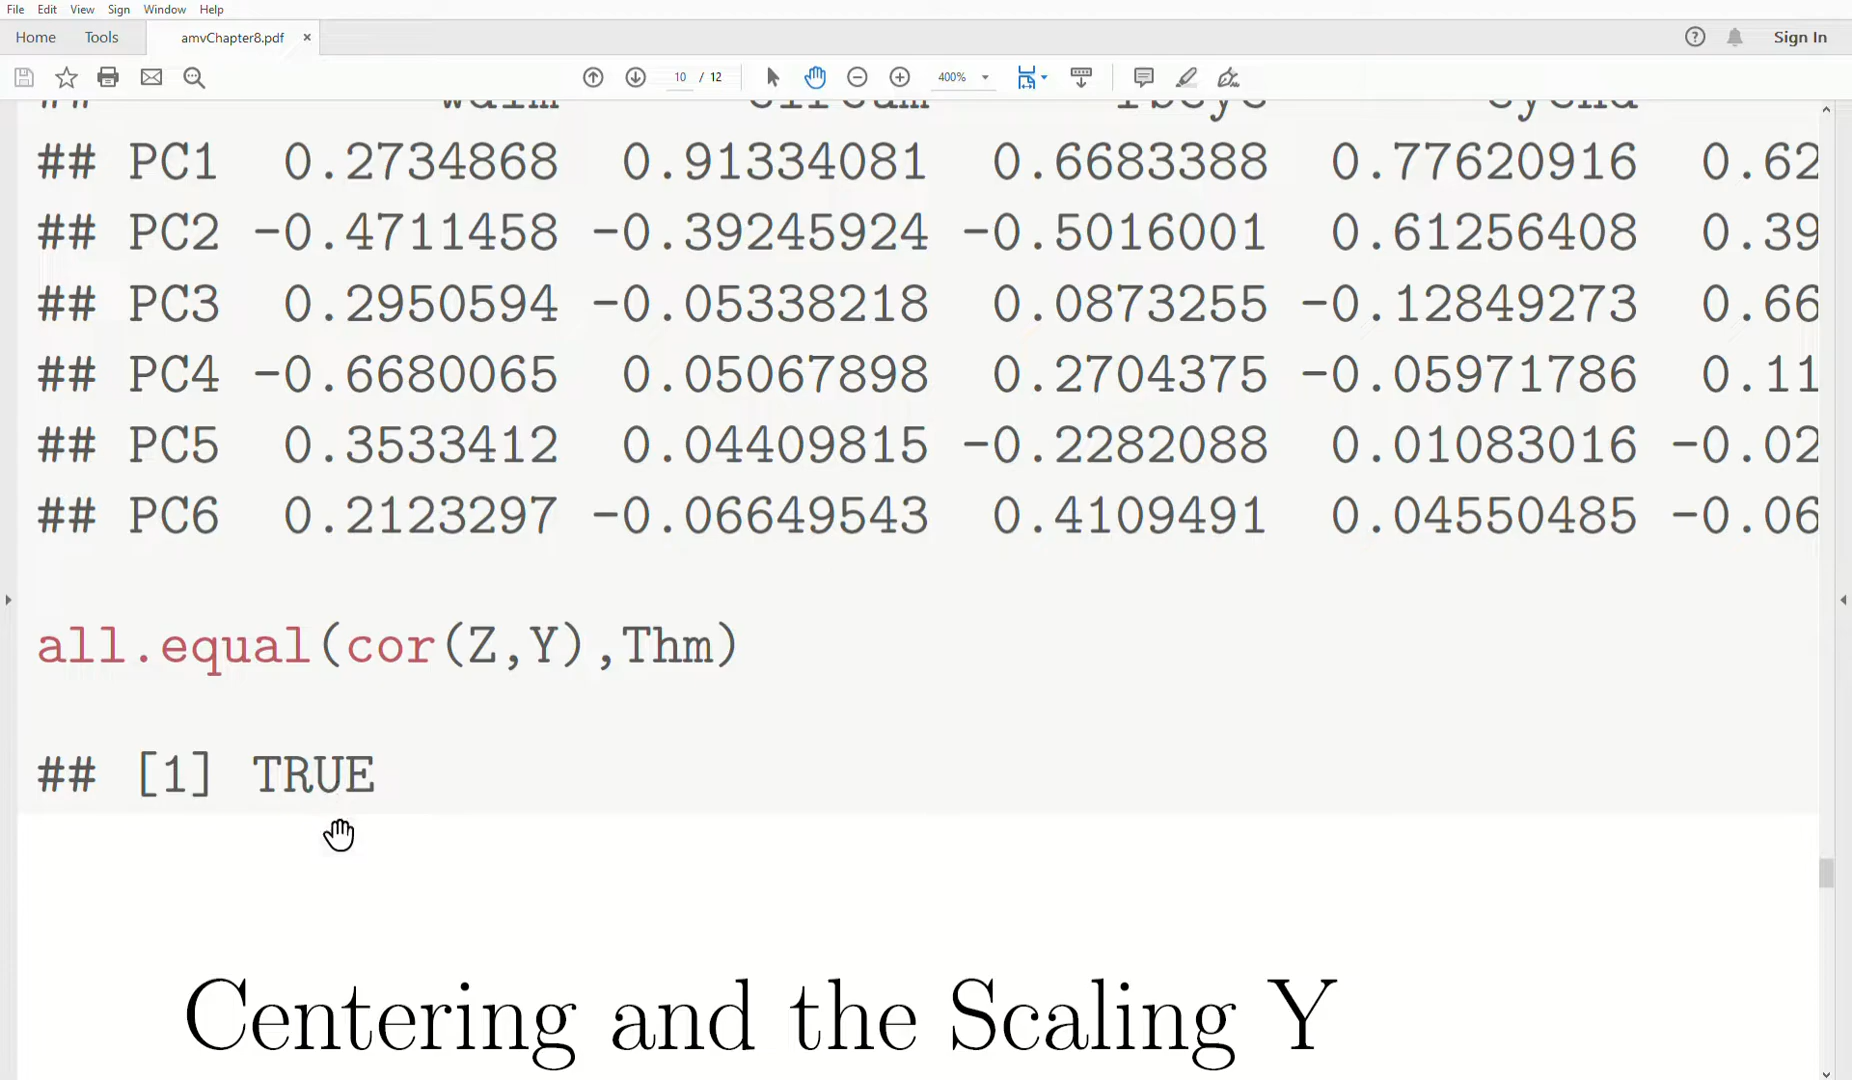 File Edit View Sign Window Help
Home Tools amvChapter8.pdf × Sign In
10 / 12 400%
##
## PC1 0.2734868 0.91334081 0.6683388 0.77620916 0.62
## PC2 -0.4711458 -0.39245924 -0.5016001 0.61256408 0.39
## PC3 0.2950594 -0.05338218 0.0873255 -0.12849273 0.66
## PC4 -0.6680065 0.05067898 0.2704375 -0.05971786 0.11
## PC5 0.3533412 0.04409815 -0.2282088 0.01083016 -0.02
## PC6 0.2123297 -0.06649543 0.4109491 0.04550485 -0.06
all.equal(cor(Z,Y),Thm)
## [1] TRUE
Centering and the Scaling Y